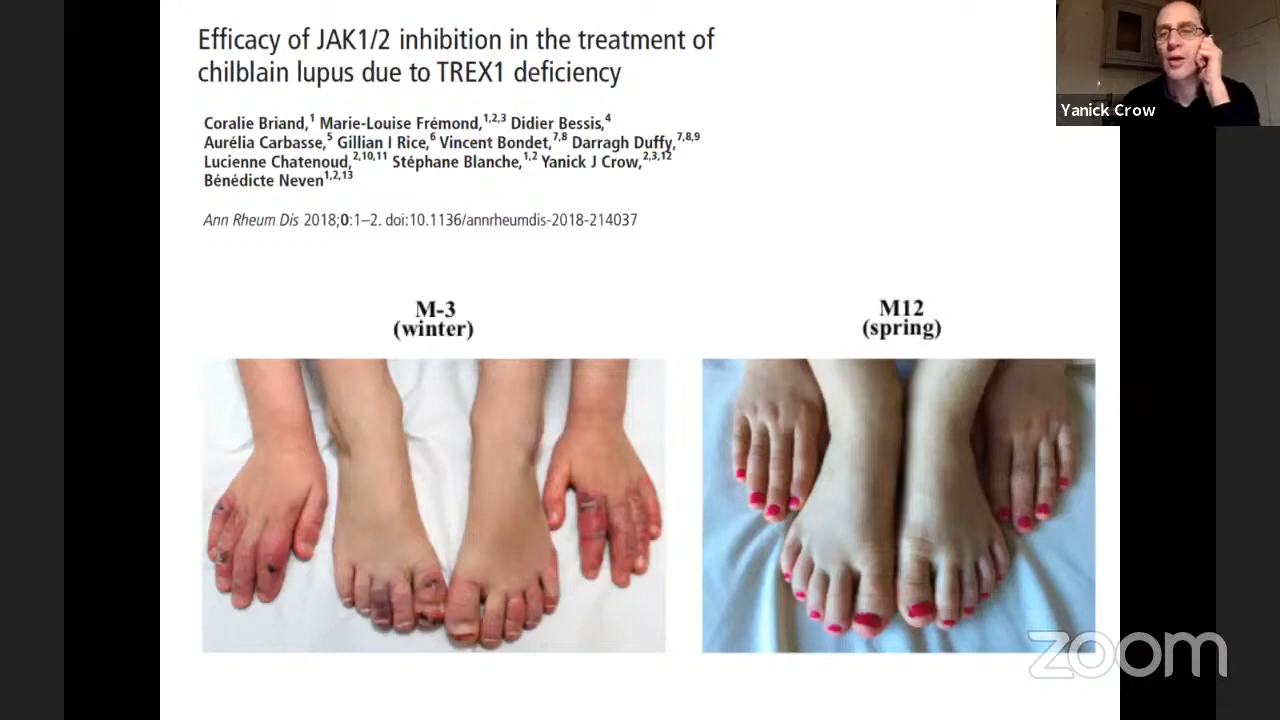 Efficacy of JAK1/2 inhibition in the treatment of
chilblain lupus due to TREX1 deficiency
Yanick Crow
Coralie Briand,1 Marie-Louise Frémond,1,2,3 Didier Bessis,4
Aurélia Carbasse,5 Gillian I Rice,6 Vincent Bondet,7,8 Darragh Duffy,7,8,9
Lucienne Chatenoud,2,10,11 Stéphane Blanche,1,2 Yanick J Crow,2,3,12
Bénédicte Neven1,2,13
Ann Rheum Dis 2018;0:1–2. doi:10.1136/annrheumdis-2018-214037
M-3
(winter)
M12
(spring)
zoom